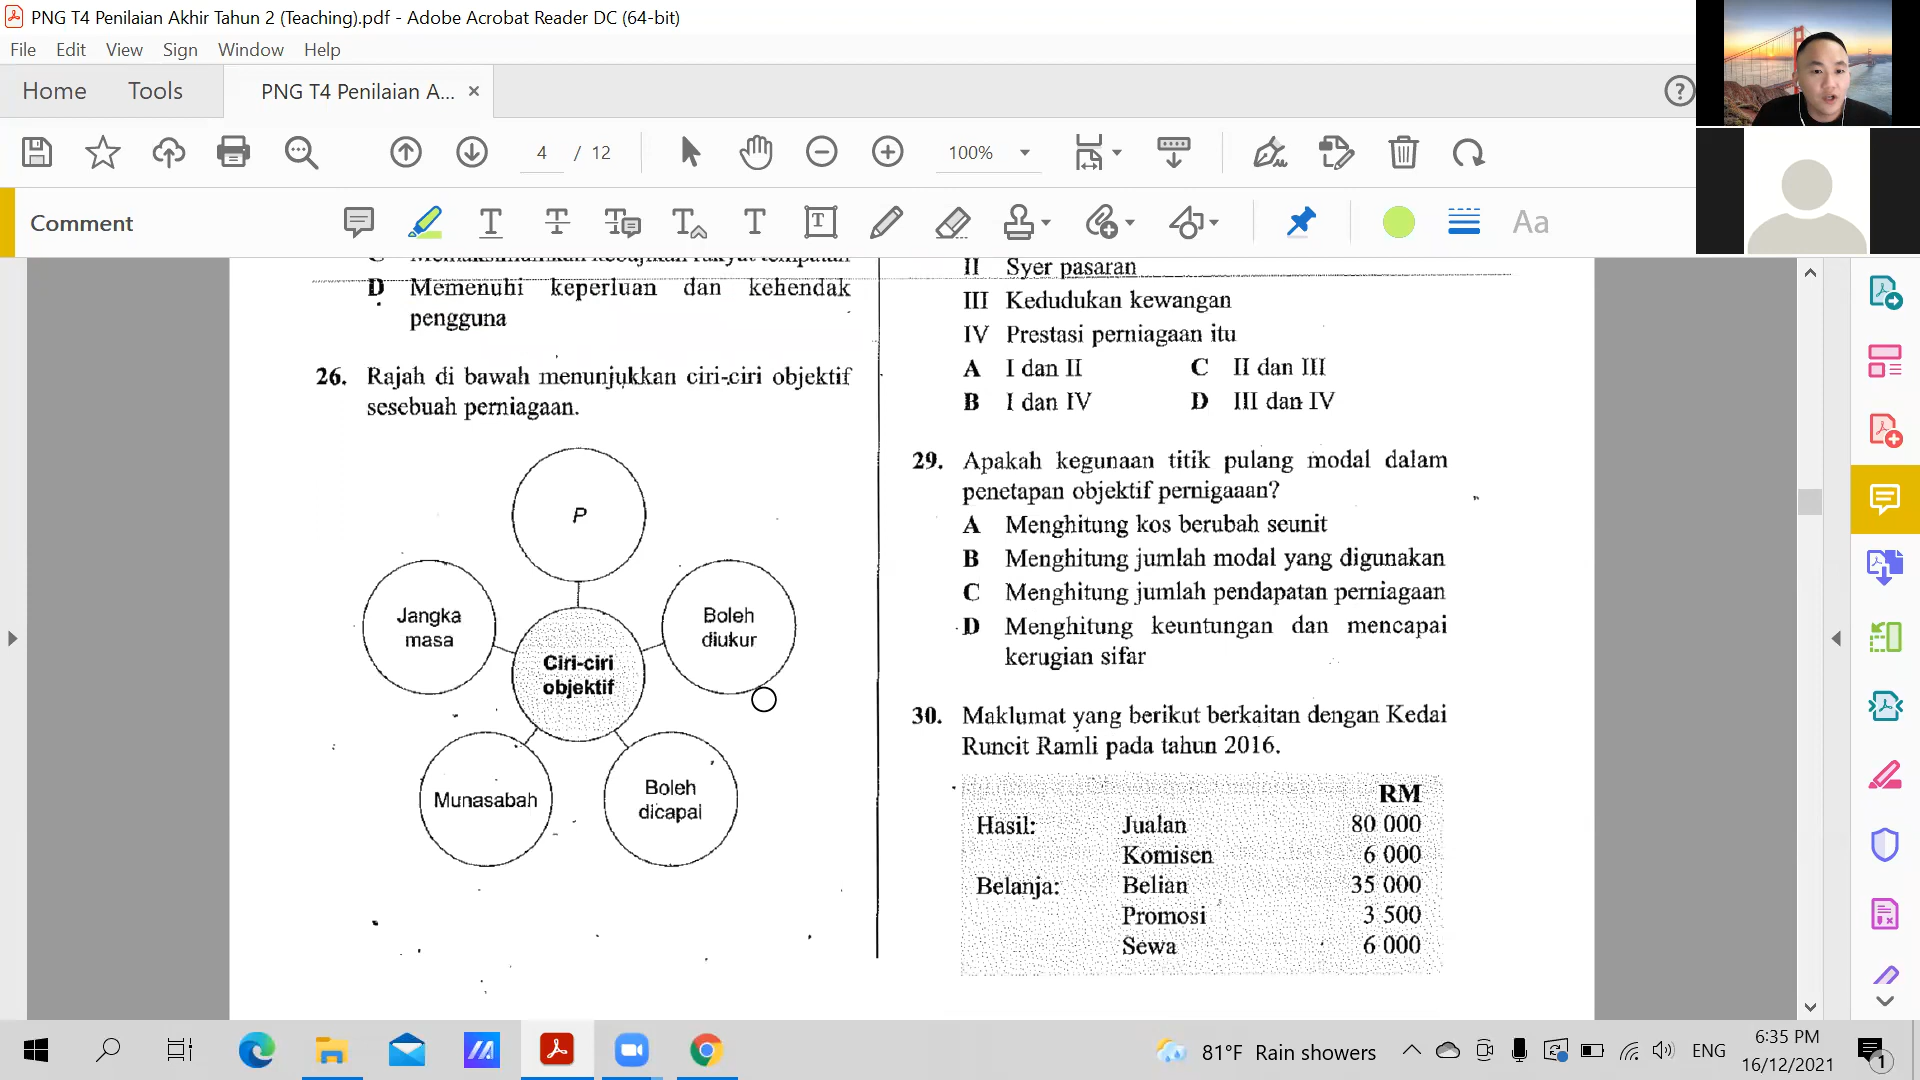 PNG T4 Penilaian Akhir Tahun 2 (Teaching).pdf - Adobe Acrobat Reader DC (64-bit)
File Edit View Sign Window Help
Home Tools PNG T4 Penilaian A... ×
4 / 12 100%
Comment
Aa
D Memenuhi keperluan dan kehendak
pengguna
26. Rajah di bawah menunjukkan ciri-ciri objektif
sesebuah perniagaan.
P
Jangka
masa
Boleh
diukur
Ciri-ciri
objektif
Munasabah
Boleh
dicapai
II Syer pasaran
III Kedudukan kewangan
IV Prestasi perniagaan itu
A I dan II C II dan III
B I dan IV D III dan IV
29. Apakah kegunaan titik pulang modal dalam
penetapan objektif pernigaaan?
A Menghitung kos berubah seunit
B Menghitung jumlah modal yang digunakan
C Menghitung jumlah pendapatan perniagaan
D Menghitung keuntungan dan mencapai
kerugian sifar
30. Maklumat yang berikut berkaitan dengan Kedai
Runcit Ramli pada tahun 2016.
RM
Hasil: Jualan 80 000
Komisen 6 000
Belanja: Belian 35 000
Promosi 3 500
Sewa 6 000
81°F Rain showers
ENG
6:35 PM
16/12/2021
1